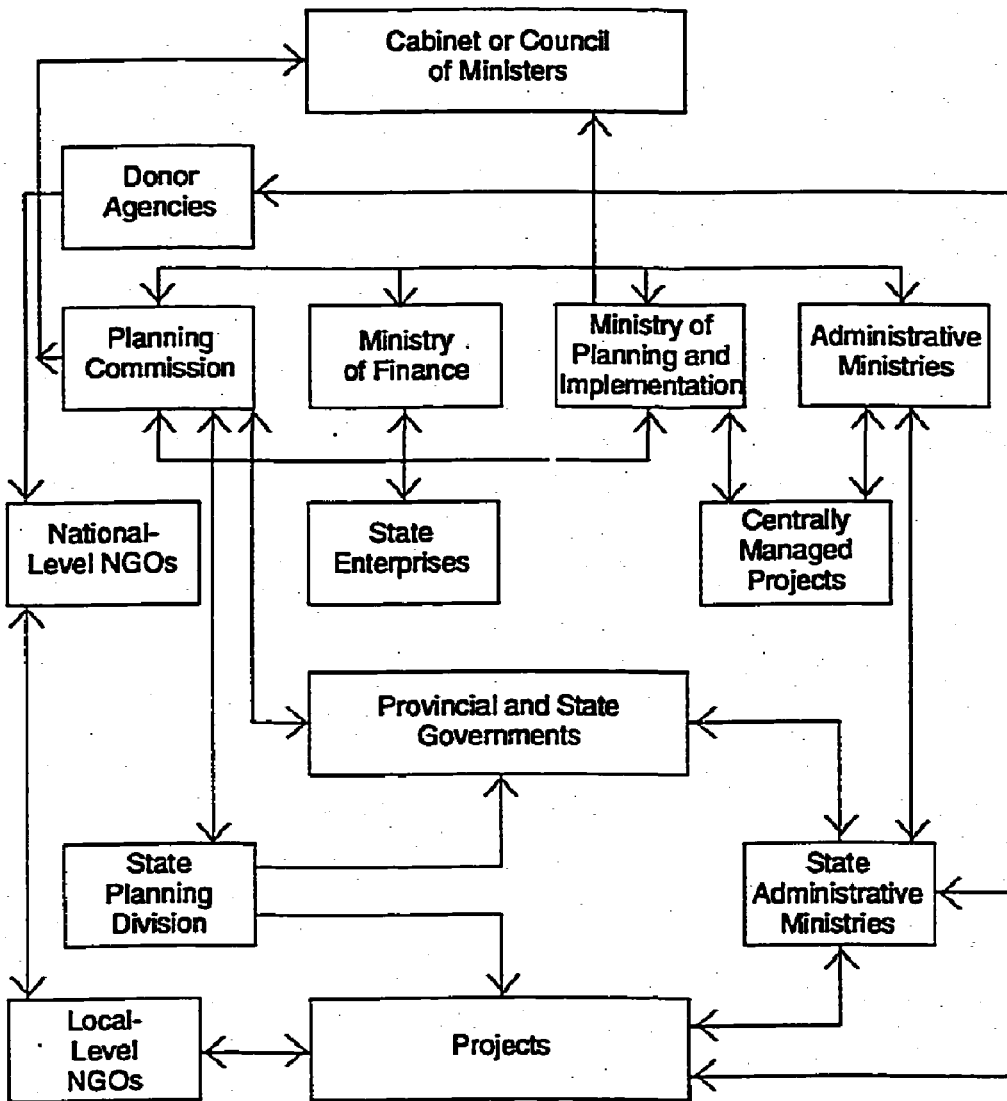 Cabinet or Council
of Ministers
Donor
Agencies
Planning
Commission
Ministry
of Finance
Ministry of
Planning and
Implementation
Administrative
Ministries
National-
Level NGOs
State
Enterprises
Centrally
Managed
Projects
Provincial and State
Governments
State
Planning
Division
State
Administrative
Ministries
Local-
Level
NGOs
Projects